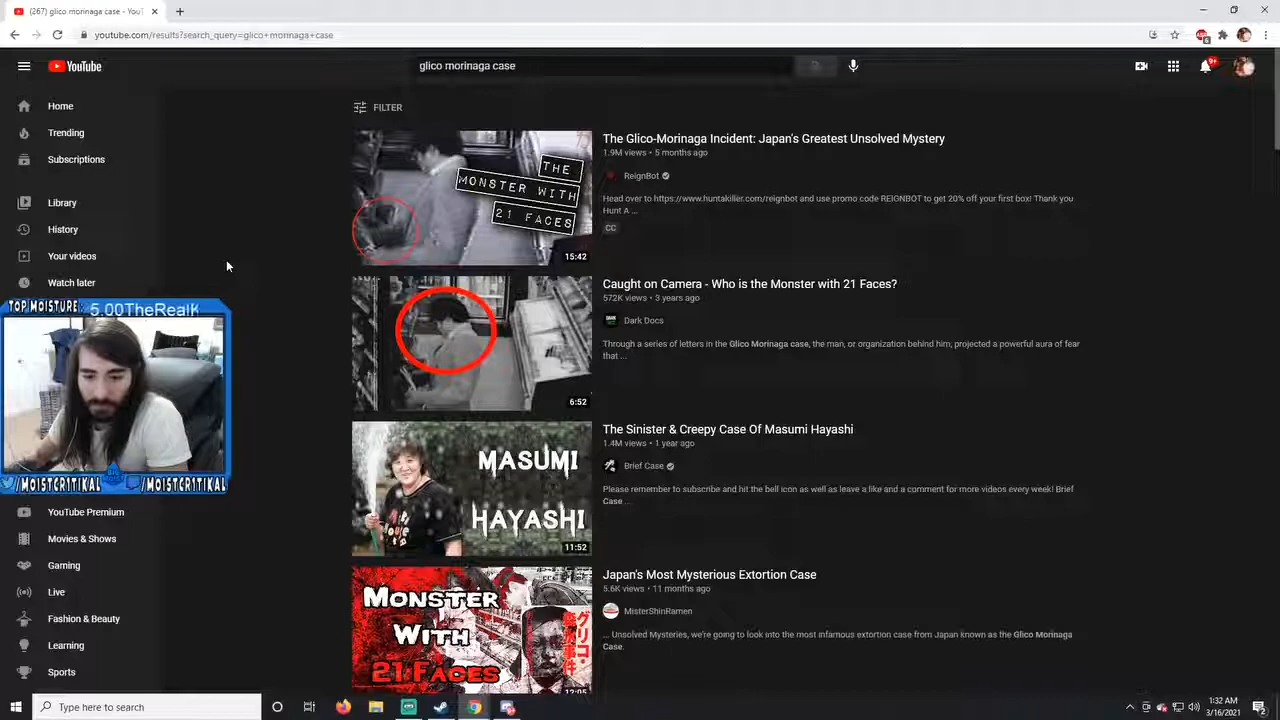 (267) glico morinaga case - YouT
youtube.com/results?search_query=glico+morinaga+case
6
YouTube
glico morinaga case
9+
Home
Trending
Subscriptions
Library
History
Your videos
Watch later
TOP MOISTURE: 5.00TheRealK
/MOISTCRITIKAL
/MOISTCRITIKAL
YouTube Premium
Movies & Shows
Gaming
Live
Fashion & Beauty
Learning
Sports
FILTER
THE
MONSTER WITH
21 FACES
15:42
The Glico-Morinaga Incident: Japan's Greatest Unsolved Mystery
1.9M views • 5 months ago
ReignBot
Head over to https://www.huntakiller.com/reignbot and use promo code REIGNBOT to get 20% off your first box! Thank you
Hunt A ...
CC
6:52
Caught on Camera - Who is the Monster with 21 Faces?
572K views • 3 years ago
DARK
DOCS
Dark Docs
Through a series of letters in the Glico Morinaga case, the man, or organization behind him, projected a powerful aura of fear
that ...
MASUMI
HAYASHI
11:52
The Sinister & Creepy Case Of Masumi Hayashi
1.4M views • 1 year ago
Brief Case
Please remember to subscribe and hit the bell icon as well as leave a like and a comment for more videos every week! Brief
Case ...
MONSTER
WITH
21 FACES
グリコ・
12:05
Japan's Most Mysterious Extortion Case
5.6K views • 11 months ago
MisterShinRamen
... Unsolved Mysteries, we're going to look into the most infamous extortion case from Japan known as the Glico Morinaga
Case.
Type here to search
1:32 AM
3/16/2021
2